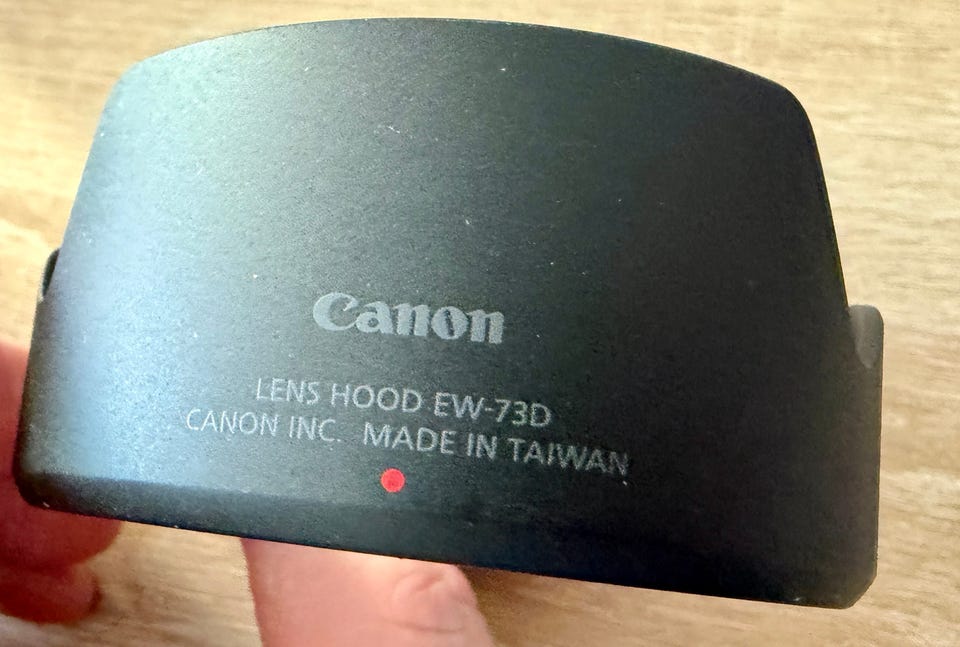 Canon
LENS HOOD EW-73D
CANON INC. MADE IN TAIWAN